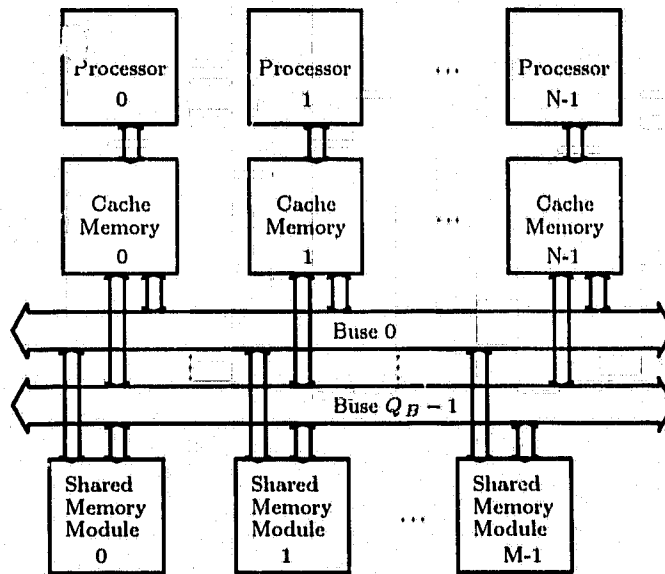 Processor
0
Processor
1
...
Processor
N-1
Cache
Memory
0
Cache
Memory
1
...
Cache
Memory
N-1
Buse 0
Buse Q_B - 1
Shared
Memory
Module
0
Shared
Memory
Module
1
...
Shared
Memory
Module
M-1